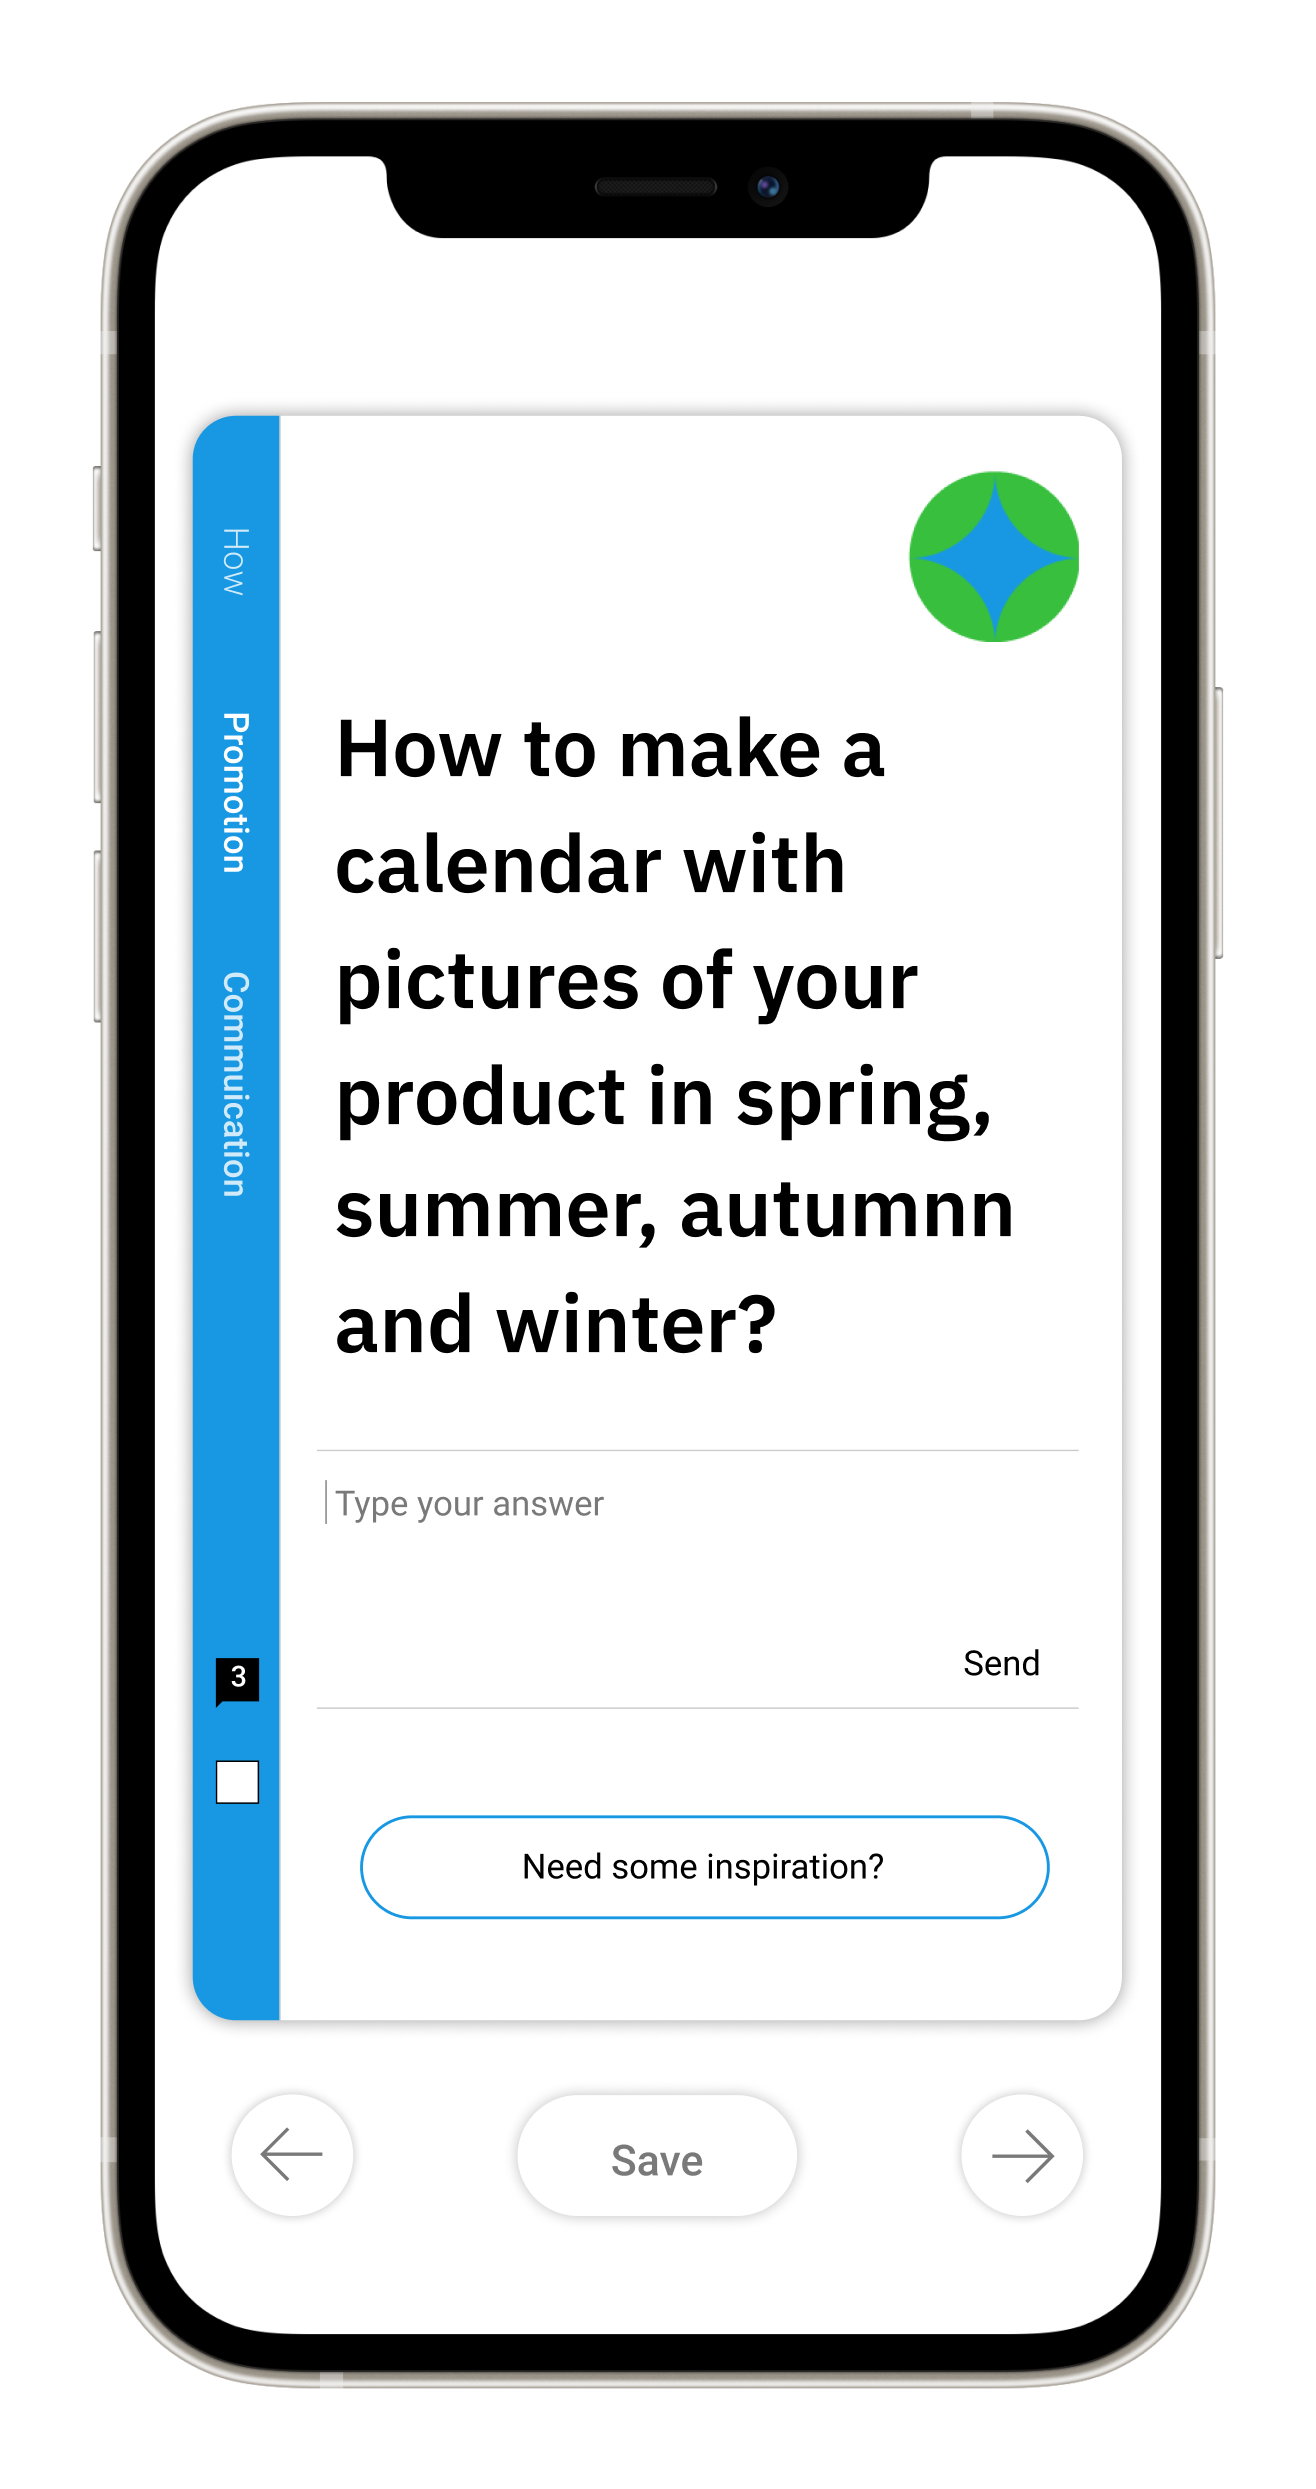 How
Promotion
Commuication
How to make a
calendar with
pictures of your
product in spring,
summer, autumnn
and winter?
Type your answer
Send
3
Need some inspiration?
Save